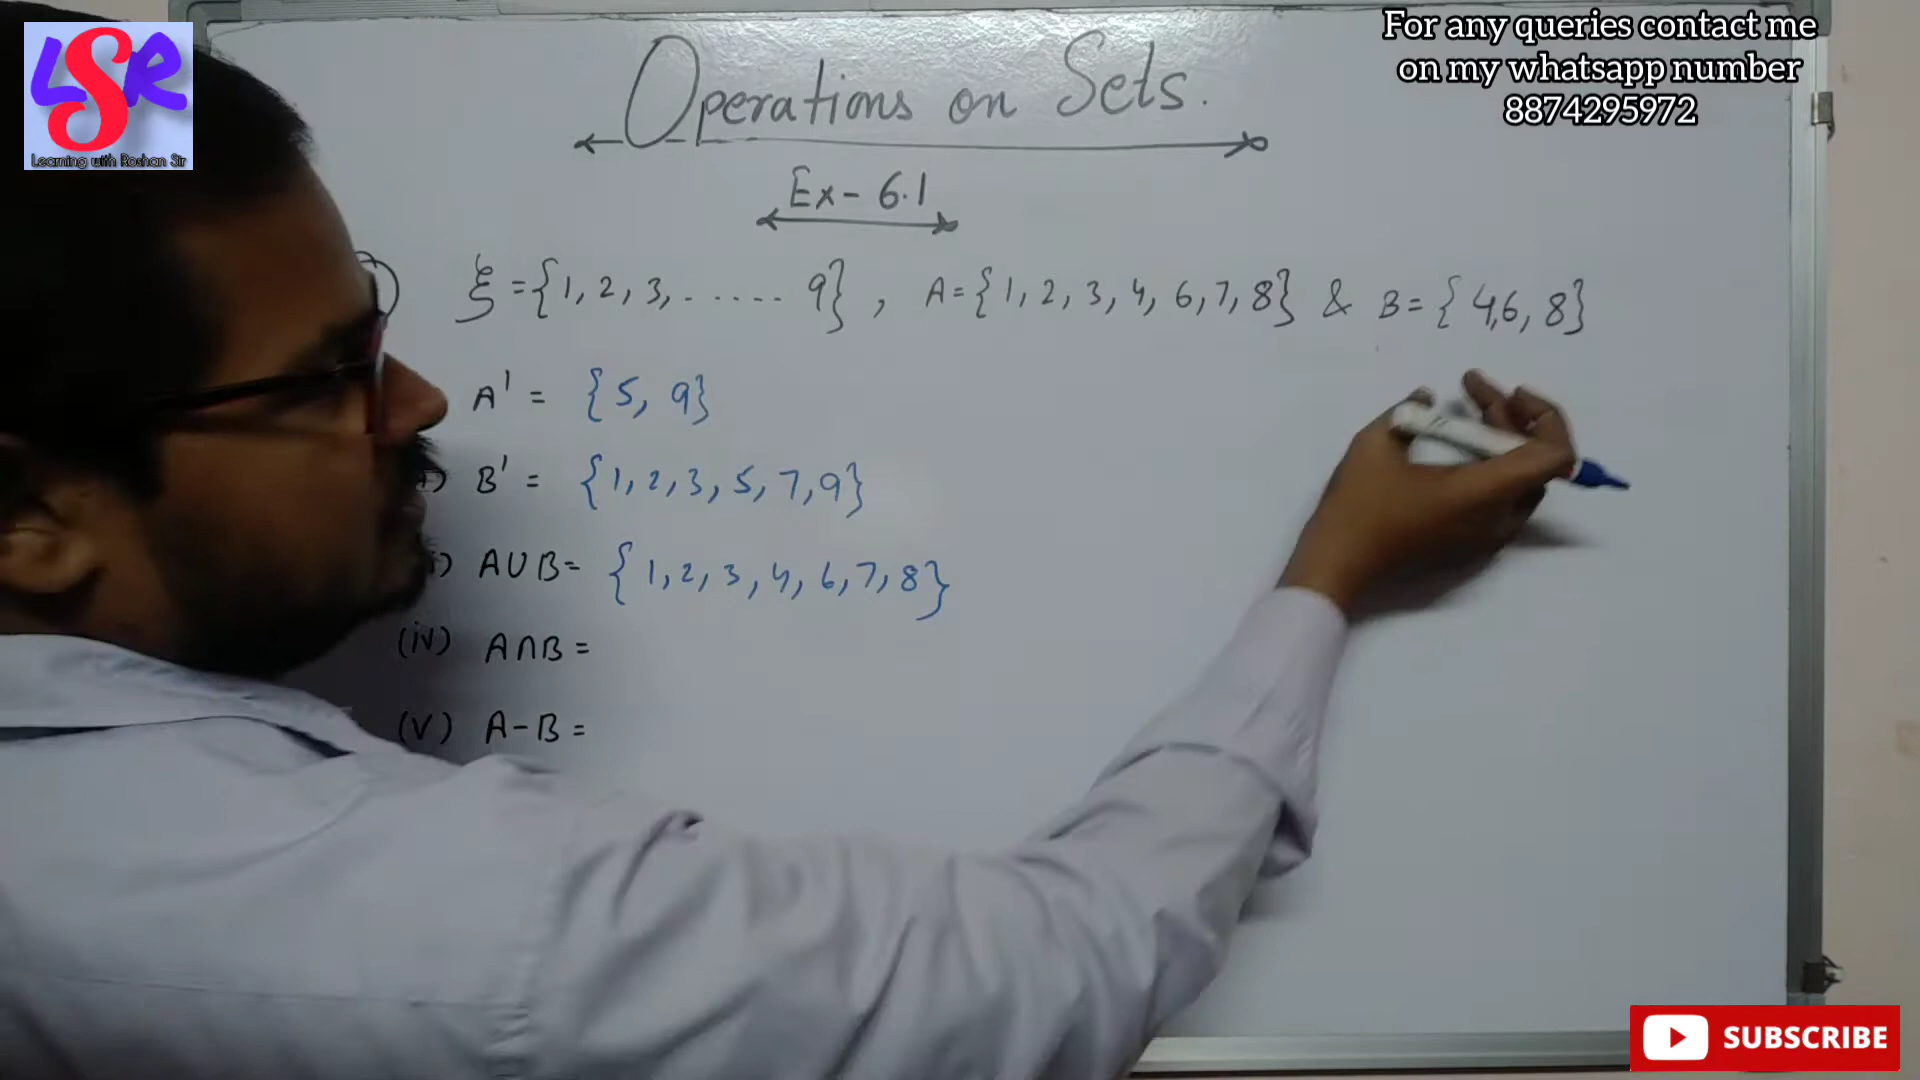 LSR
Learning with Roshan Sir
For any queries contact me
on my whatsapp number
8874295972
Operations on Sets.
Ex- 6.1
ξ = {1, 2, 3, ...... 9} , A = {1, 2, 3, 4, 6, 7, 8} & B = { 4,6, 8}
A' = {5, 9}
B' = {1, 2, 3, 5, 7, 9}
A∪B = {1, 2, 3, 4, 6, 7, 8}
(iv) A∩B =
(v) A-B =
SUBSCRIBE